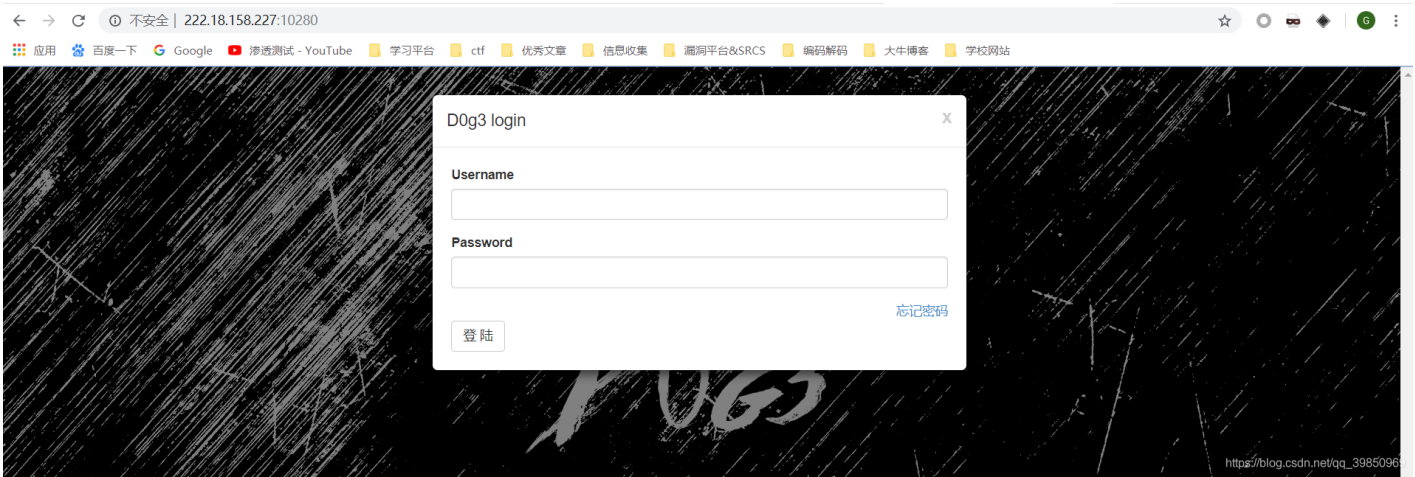 不安全 | 222.18.158.227:10280
G
应用 百度一下 Google 渗透测试 - YouTube 学习平台 ctf 优秀文章 信息收集 漏洞平台&SRCS 编码解码 大牛博客 学校网站
D0g3 login x
Username
Password
忘记密码
登 陆
D0G3
https://blog.csdn.net/qq_39850969